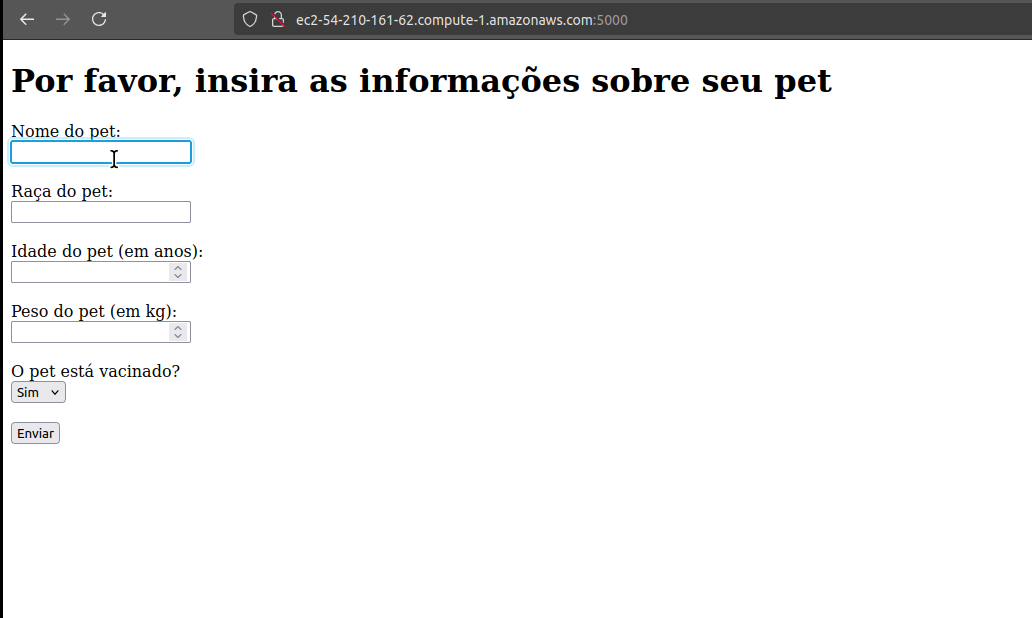 ec2-54-210-161-62.compute-1.amazonaws.com:5000
Por favor, insira as informações sobre seu pet
Nome do pet:
Raça do pet:
Idade do pet (em anos):
Peso do pet (em kg):
O pet está vacinado?
Sim
Enviar